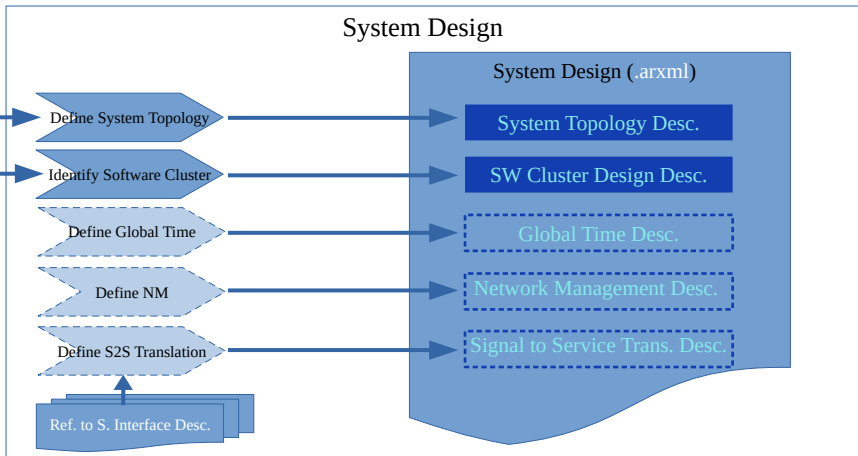 System Design
System Design (.arxml)
Define System Topology
System Topology Desc.
Identify Software Cluster
SW Cluster Design Desc.
Define Global Time
Global Time Desc.
Define NM
Network Management Desc.
Define S2S Translation
Signal to Service Trans. Desc.
Ref. to S. Interface Desc.